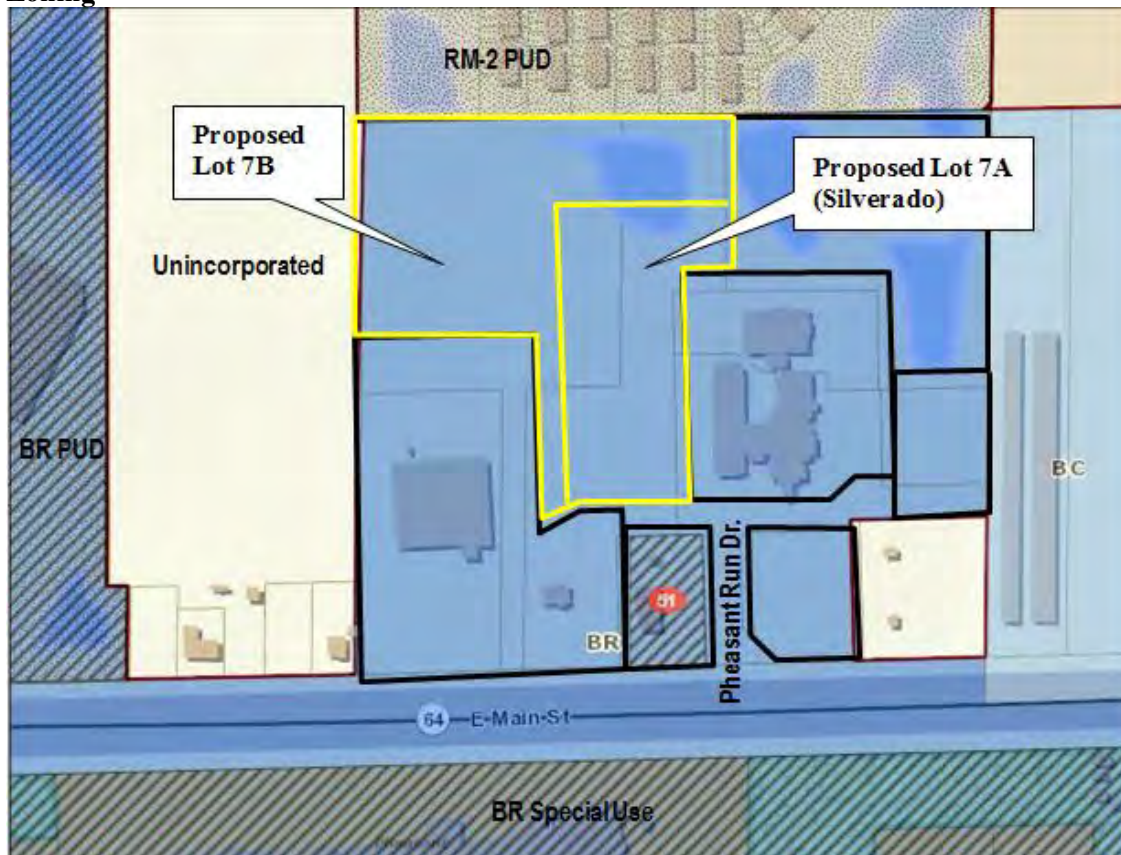 Zoning
RM-2 PUD
Proposed
Lot 7B
Proposed Lot 7A
(Silverado)
Unincorporated
BR PUD
BC
Pheasant Run Dr.
BR
64 E-Main-St
BR Special Use